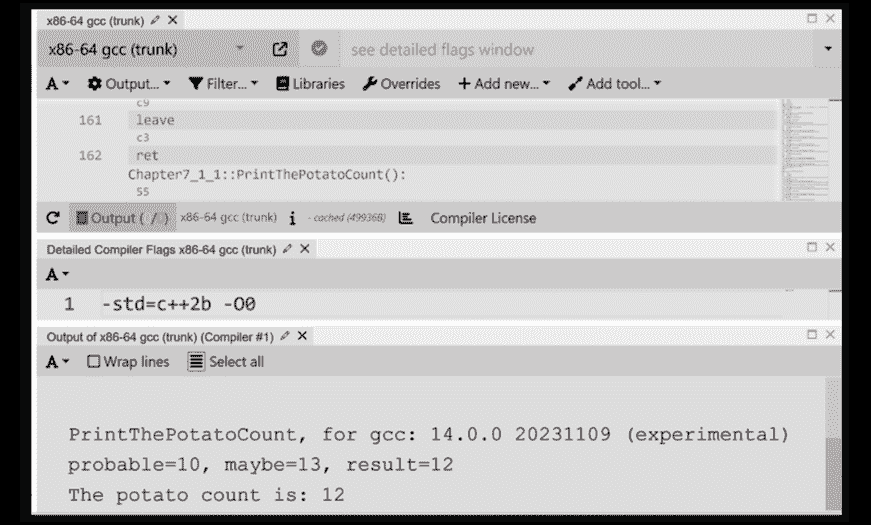 x86-64 gcc (trunk)
x86-64 gcc (trunk) see detailed flags window
A Output... Filter... Libraries Overrides + Add new... Add tool...
c9
161 leave
c3
162 ret
Chapter7_1_1::PrintThePotatoCount():
55
Output ( / ) x86-64 gcc (trunk) i - cached (499368) Compiler License
Detailed Compiler Flags x86-64 gcc (trunk)
A
1 -std=c++2b -O0
Output of x86-64 gcc (trunk) (Compiler #1)
A Wrap lines Select all
PrintThePotatoCount, for gcc: 14.0.0 20231109 (experimental)
probable=10, maybe=13, result=12
The potato count is: 12